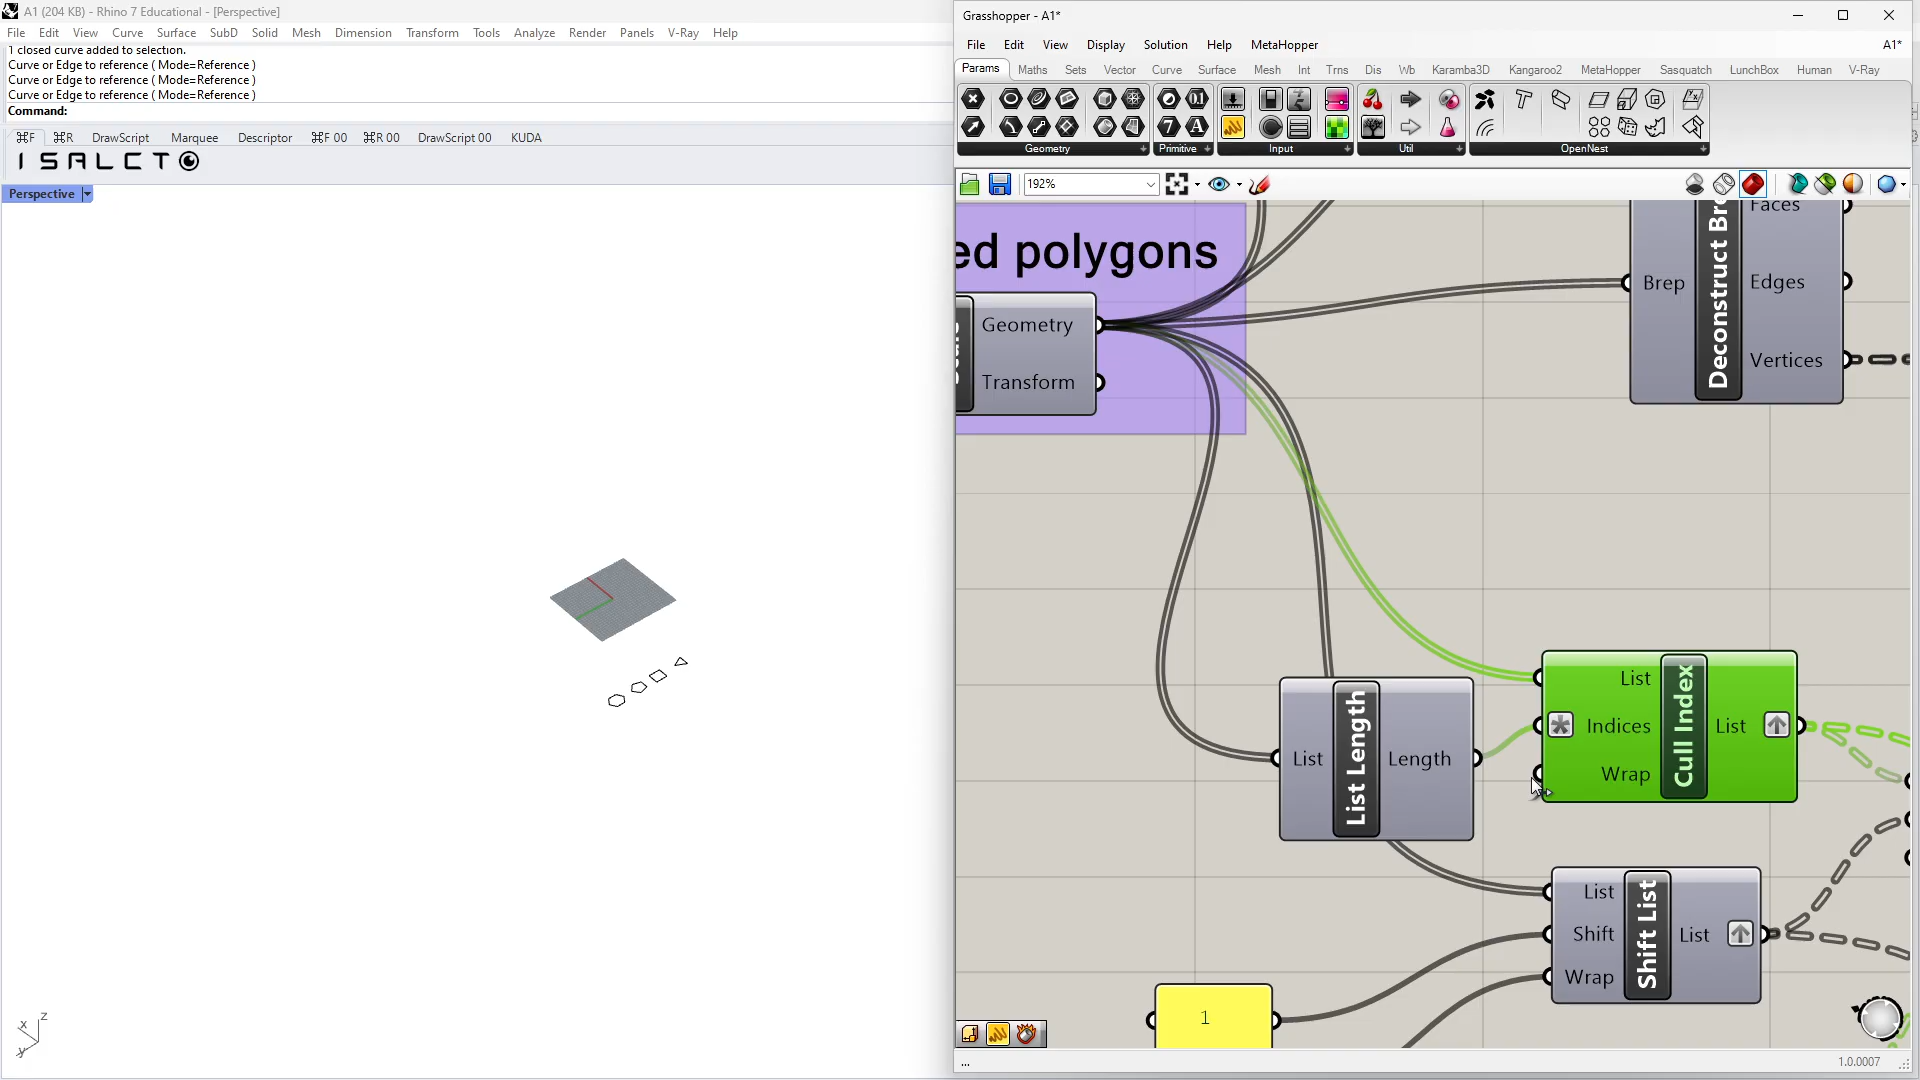 A1 (204 KB) - Rhino 7 Educational - [Perspective]
File Edit View Curve Surface SubD Solid Mesh Dimension Transform Tools Analyze Render Panels V-Ray Help
1 closed curve added to selection.
Curve or Edge to reference ( Mode=Reference )
Curve or Edge to reference ( Mode=Reference )
Curve or Edge to reference ( Mode=Reference )
Command:
⌘F ⌘R DrawScript Marquee Descriptor ⌘F 00 ⌘R 00 DrawScript 00 KUDA
Perspective
z
x
y
Grasshopper - A1*
File Edit View Display Solution Help MetaHopper A1*
Params Maths Sets Vector Curve Surface Mesh Int Trns Dis Wb Karamba3D Kangaroo2 MetaHopper Sasquatch LunchBox Human V-Ray
Geometry Primitive Input Util OpenNest
192%
ed polygons
Geometry
Transform
Faces
Brep
Edges
Vertices
Deconstruct Bre
List
Indices
Wrap
Cull Index
List
List
List Length
Length
List
Shift
Wrap
Shift List
List
1
...
1.0.0007